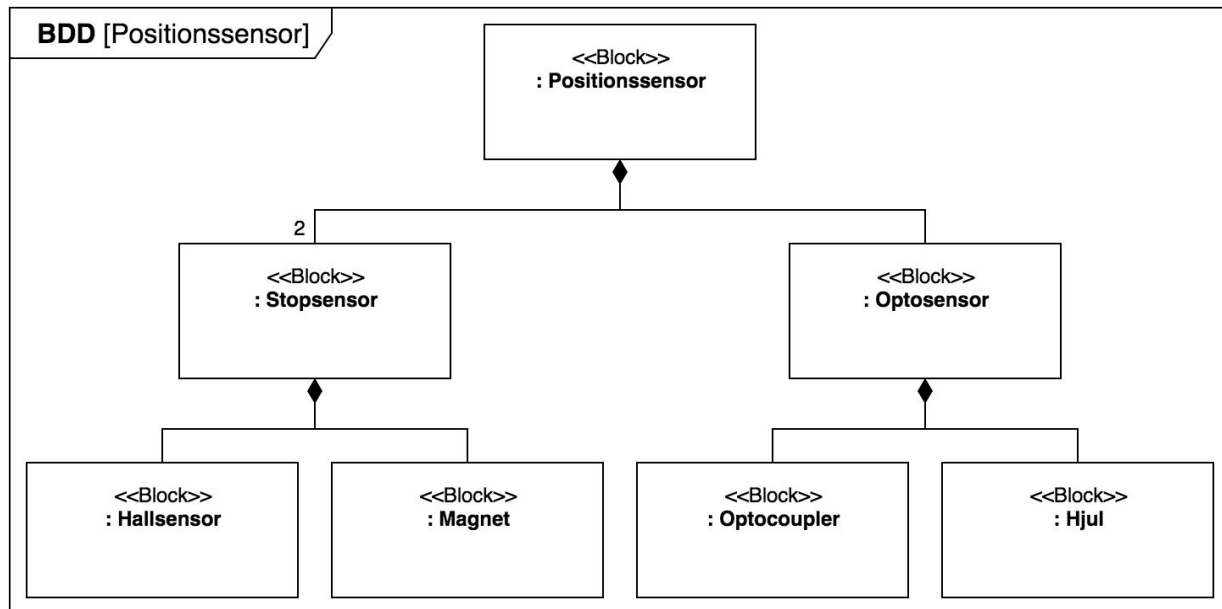 BDD [Positionssensor]
<<Block>>
: Positionssensor
2
<<Block>>
: Stopsensor
<<Block>>
: Optosensor
<<Block>>
: Hallsensor
<<Block>>
: Magnet
<<Block>>
: Optocoupler
<<Block>>
: Hjul